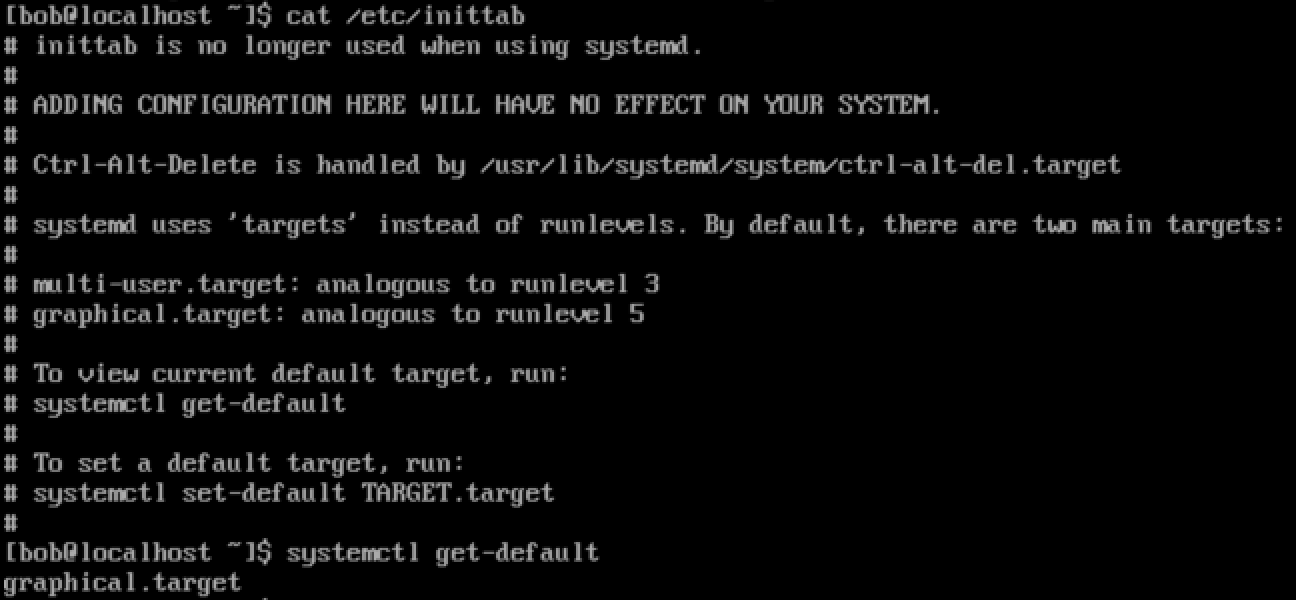 [bob@localhost ~]$ cat /etc/inittab
# inittab is no longer used when using systemd.
#
# ADDING CONFIGURATION HERE WILL HAVE NO EFFECT ON YOUR SYSTEM.
#
# Ctrl-Alt-Delete is handled by /usr/lib/systemd/system/ctrl-alt-del.target
#
# systemd uses 'targets' instead of runlevels. By default, there are two main targets:
#
# multi-user.target: analogous to runlevel 3
# graphical.target: analogous to runlevel 5
#
# To view current default target, run:
# systemctl get-default
#
# To set a default target, run:
# systemctl set-default TARGET.target
#
[bob@localhost ~]$ systemctl get-default
graphical.target